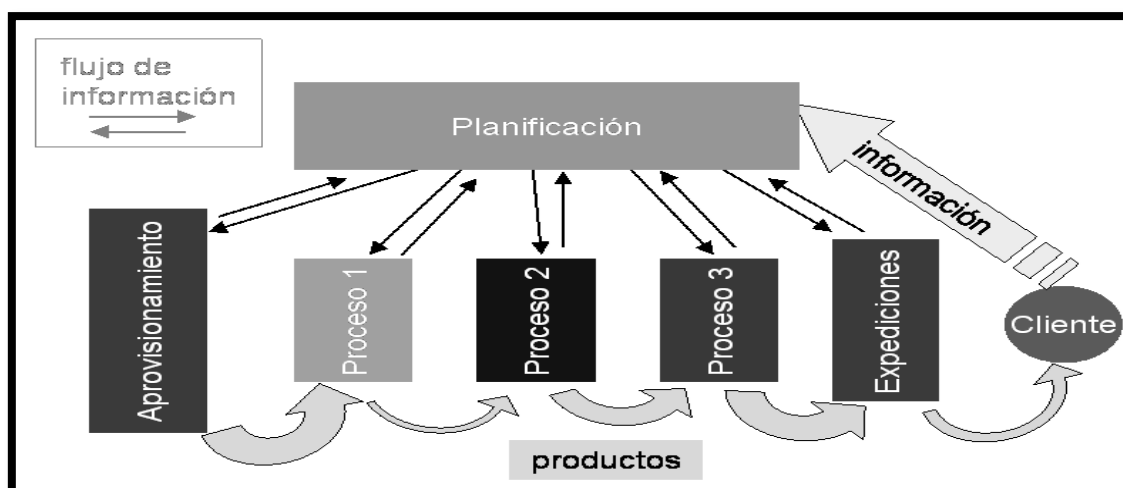 flujo de
información
Planificación
información
Aprovisionamiento
Proceso 1
Proceso 2
Proceso 3
Expediciones
Cliente
productos